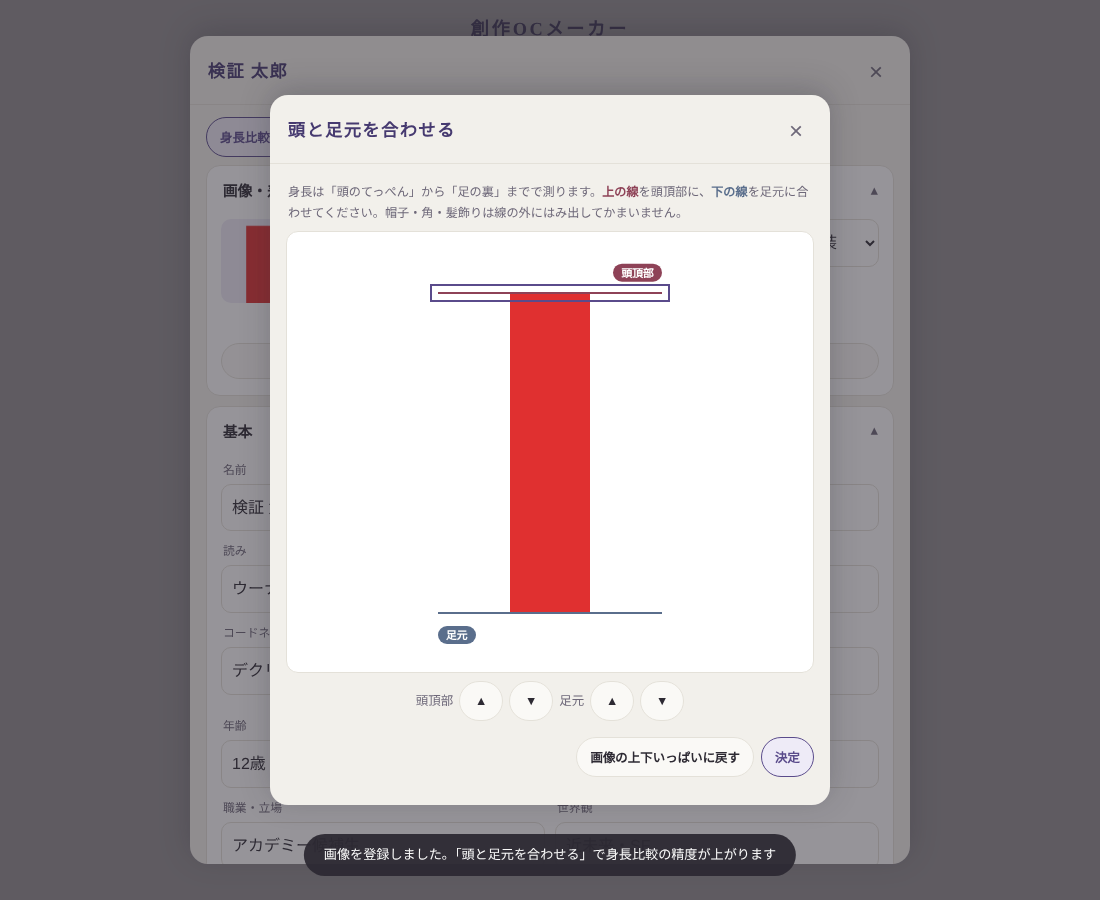 創作OCメーカー
検証 太郎
✕
身長比較
頭と足元を合わせる
✕
身長は「頭のてっぺん」から「足の裏」までで測ります。上の線を頭頂部に、下の線を足元に合
わせてください。帽子・角・髪飾りは線の外にはみ出してかまいません。
画像・
▲
頭頂部
足元
頭頂部 ▲ ▼ 足元 ▲ ▼
画像の上下いっぱいに戻す 決定
基本
▲
名前
検証
読み
ウー
コードネ
デク
年齢
12歳
職業・立場
世界観
アカデミー
画像を登録しました。「頭と足元を合わせる」で身長比較の精度が上がります